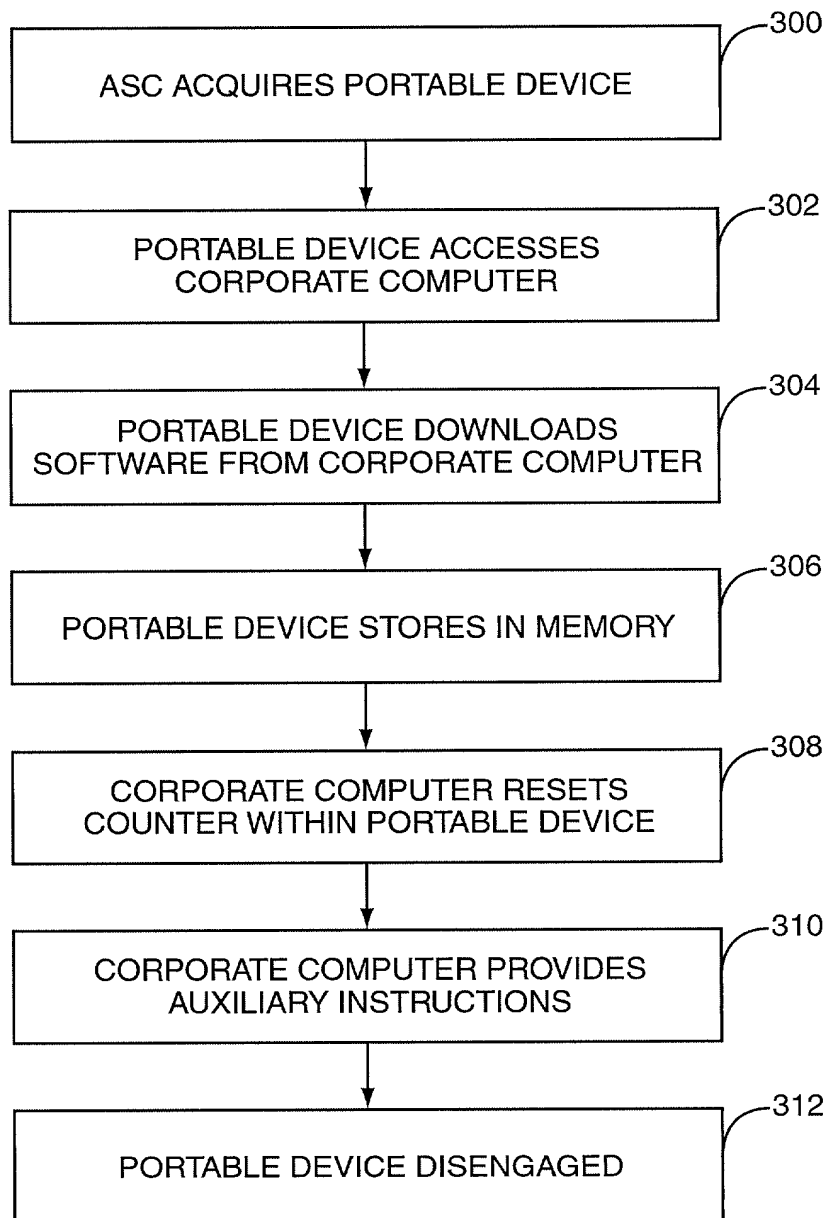 300
ASC ACQUIRES PORTABLE DEVICE
302
PORTABLE DEVICE ACCESSES
CORPORATE COMPUTER
304
PORTABLE DEVICE DOWNLOADS
SOFTWARE FROM CORPORATE COMPUTER
306
PORTABLE DEVICE STORES IN MEMORY
308
CORPORATE COMPUTER RESETS
COUNTER WITHIN PORTABLE DEVICE
310
CORPORATE COMPUTER PROVIDES
AUXILIARY INSTRUCTIONS
312
PORTABLE DEVICE DISENGAGED